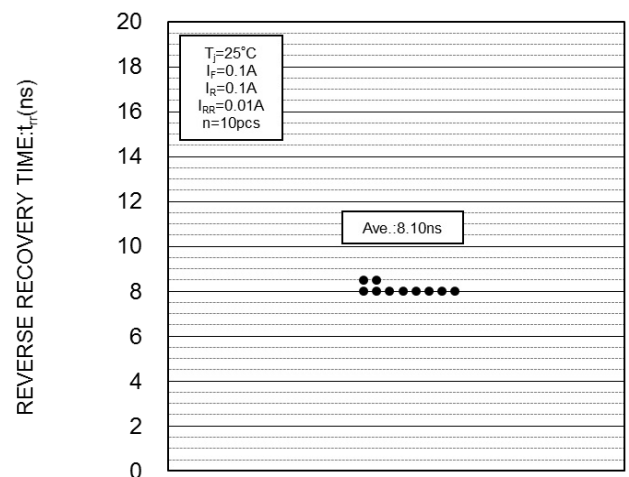 REVERSE RECOVERY TIME:trr(ns)
20
18
16
14
12
10
8
6
4
2
0
Tj=25°C
IF=0.1A
IR=0.1A
IRR=0.01A
n=10pcs
Ave.:8.10ns